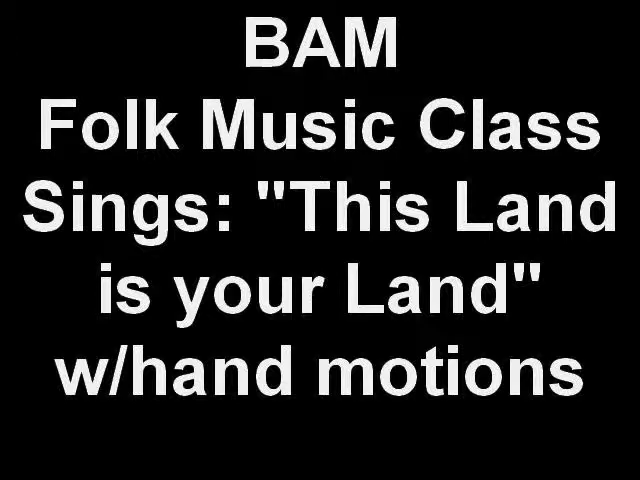 BAM
Folk Music Class
Sings: "This Land
is your Land"
w/hand motions